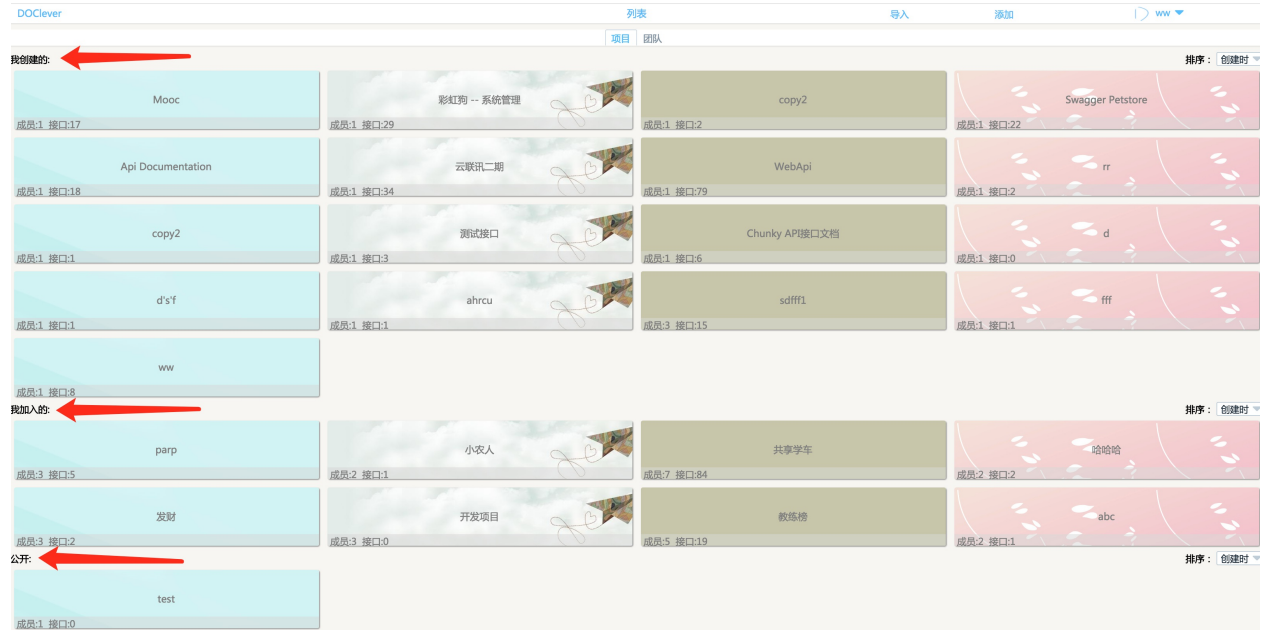 DOClever 列表 导入 添加 ww
项目 团队
我创建的: 排序： 创建时
Mooc 彩虹狗 -- 系统管理 copy2 Swagger Petstore
成员:1 接口:17 成员:1 接口:29 成员:1 接口:2 成员:1 接口:22
Api Documentation 云联讯二期 WebApi rr
成员:1 接口:18 成员:1 接口:34 成员:1 接口:79 成员:1 接口:2
copy2 测试接口 Chunky API接口文档 d
成员:1 接口:1 成员:1 接口:3 成员:1 接口:6 成员:1 接口:0
d's'f ahrcu sdfff1 fff
成员:1 接口:1 成员:1 接口:1 成员:3 接口:15 成员:1 接口:1
ww
成员:1 接口:8
我加入的: 排序： 创建时
parp 小农人 共享学车 哈哈哈
成员:3 接口:5 成员:2 接口:1 成员:7 接口:84 成员:2 接口:2
发财 开发项目 教练榜 abc
成员:3 接口:2 成员:3 接口:0 成员:5 接口:19 成员:2 接口:1
公开: 排序： 创建时
test
成员:1 接口:0